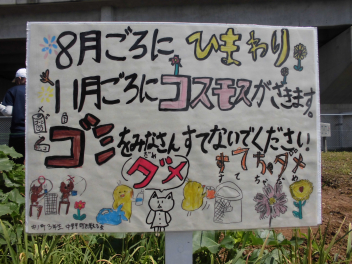 8月ごろに ひまわり
11月ごろにコスモスがさきます。
ゴミをみなさんすてないでください
ダメ すてちゃダメ